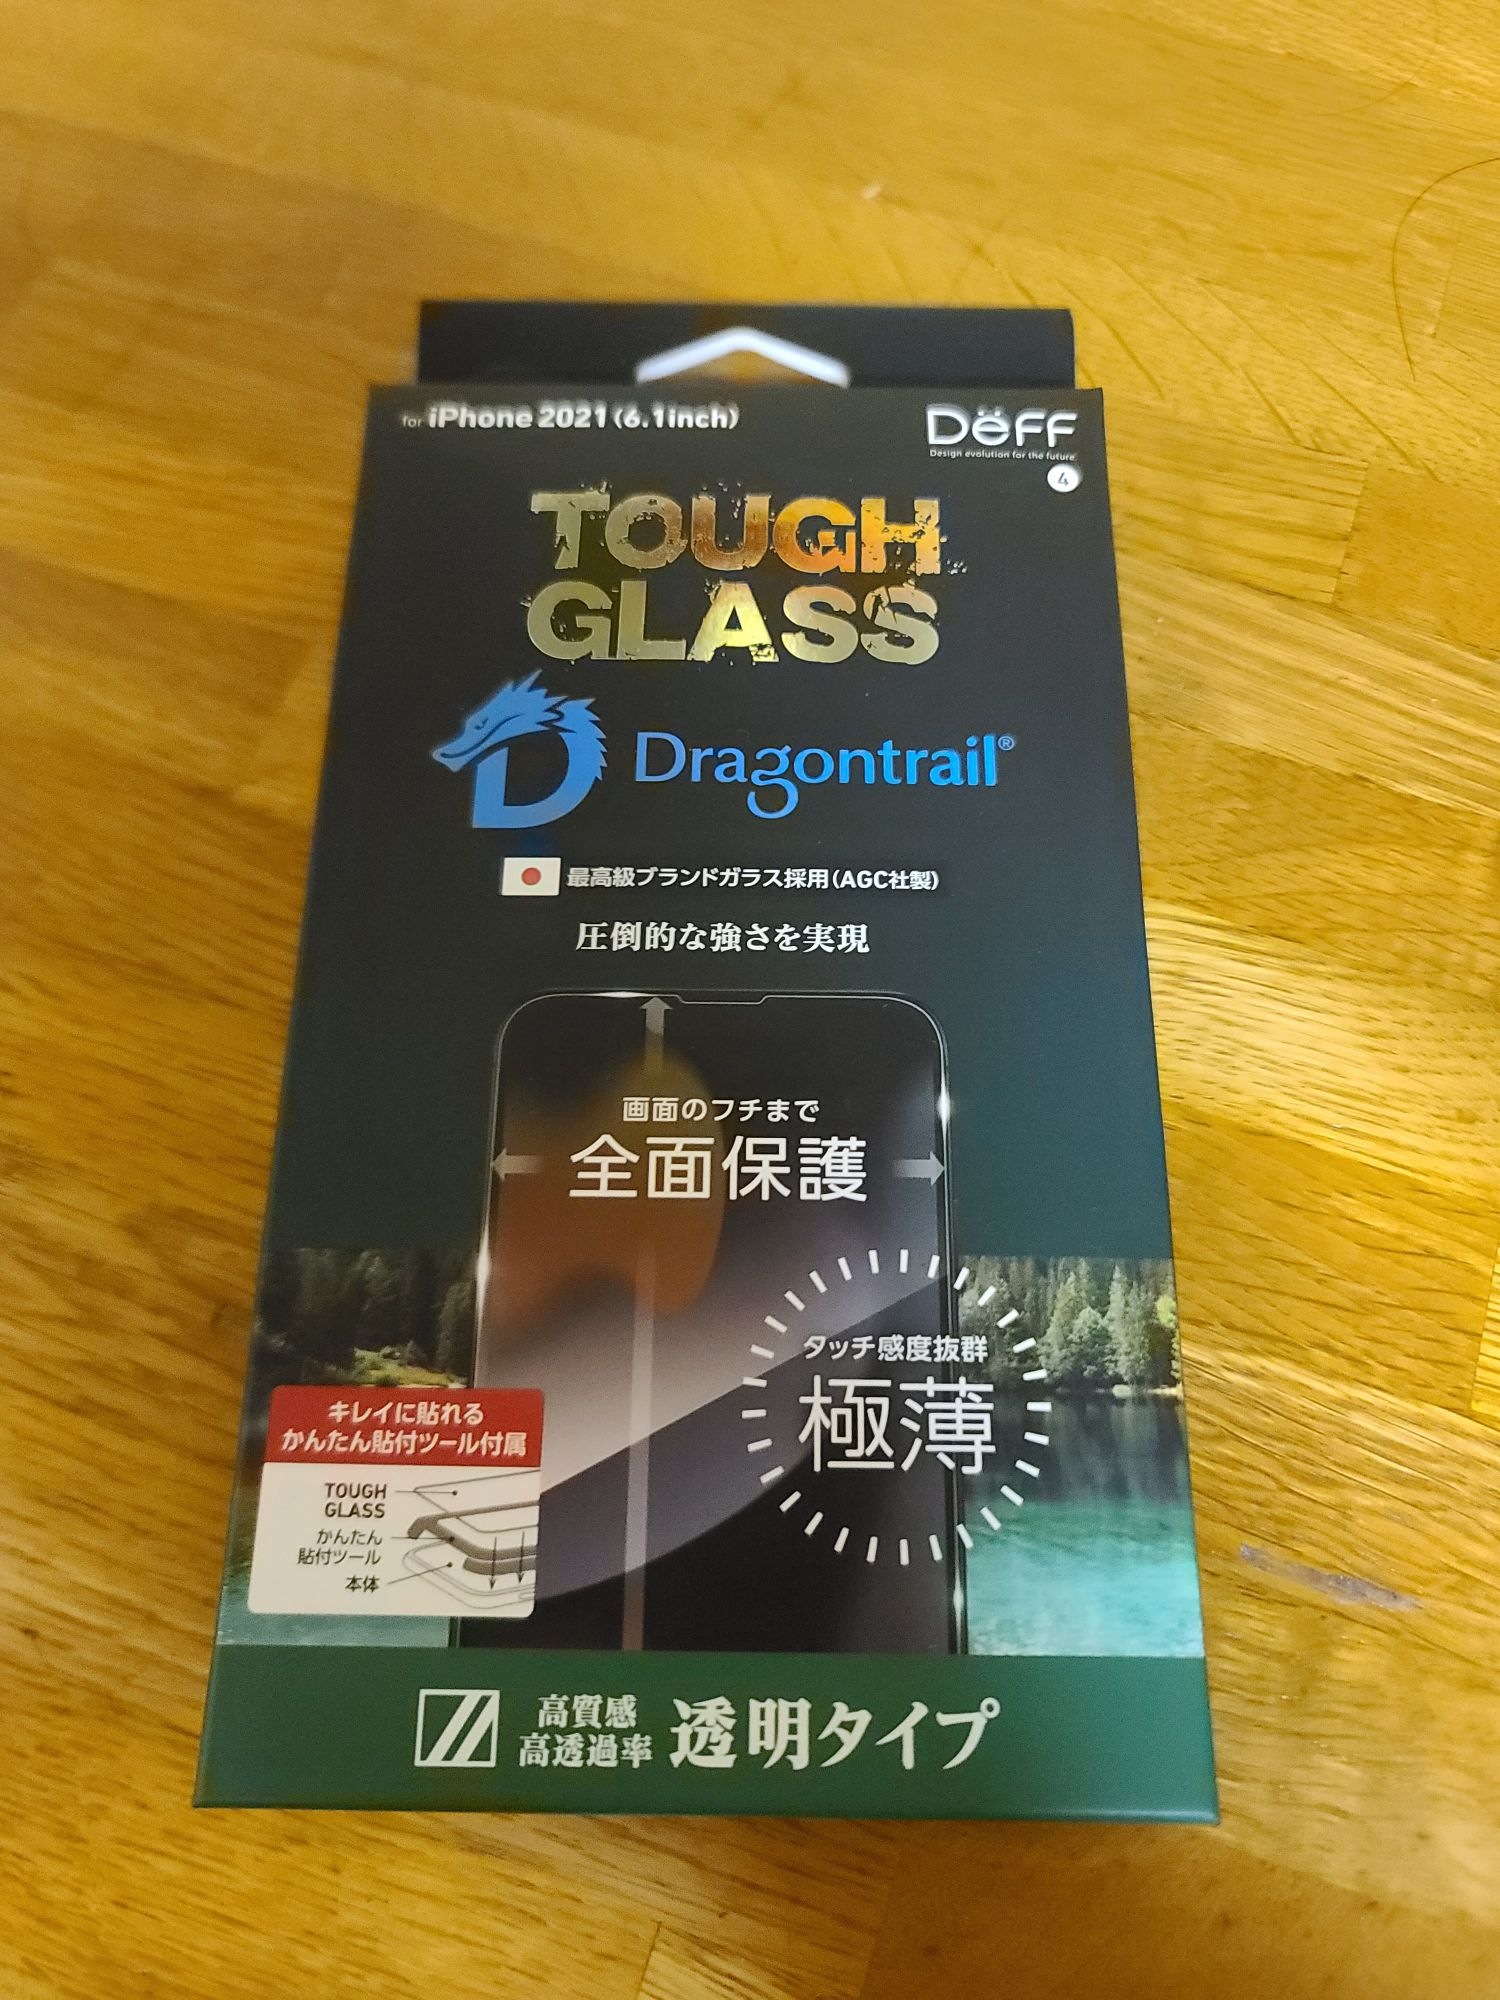 for iPhone 2021 (6.1inch)
Deff
Design evolution for the future
4
TOUGH
GLASS
D Dragontrail®
最高級ブランドガラス採用(AGC社製)
圧倒的な強さを実現
画面のフチまで
全面保護
タッチ感度抜群
極薄
キレイに貼れる
かんたん貼付ツール付属
TOUGH
GLASS
かんたん
貼付ツール
本体
高質感
高透過率
透明タイプ